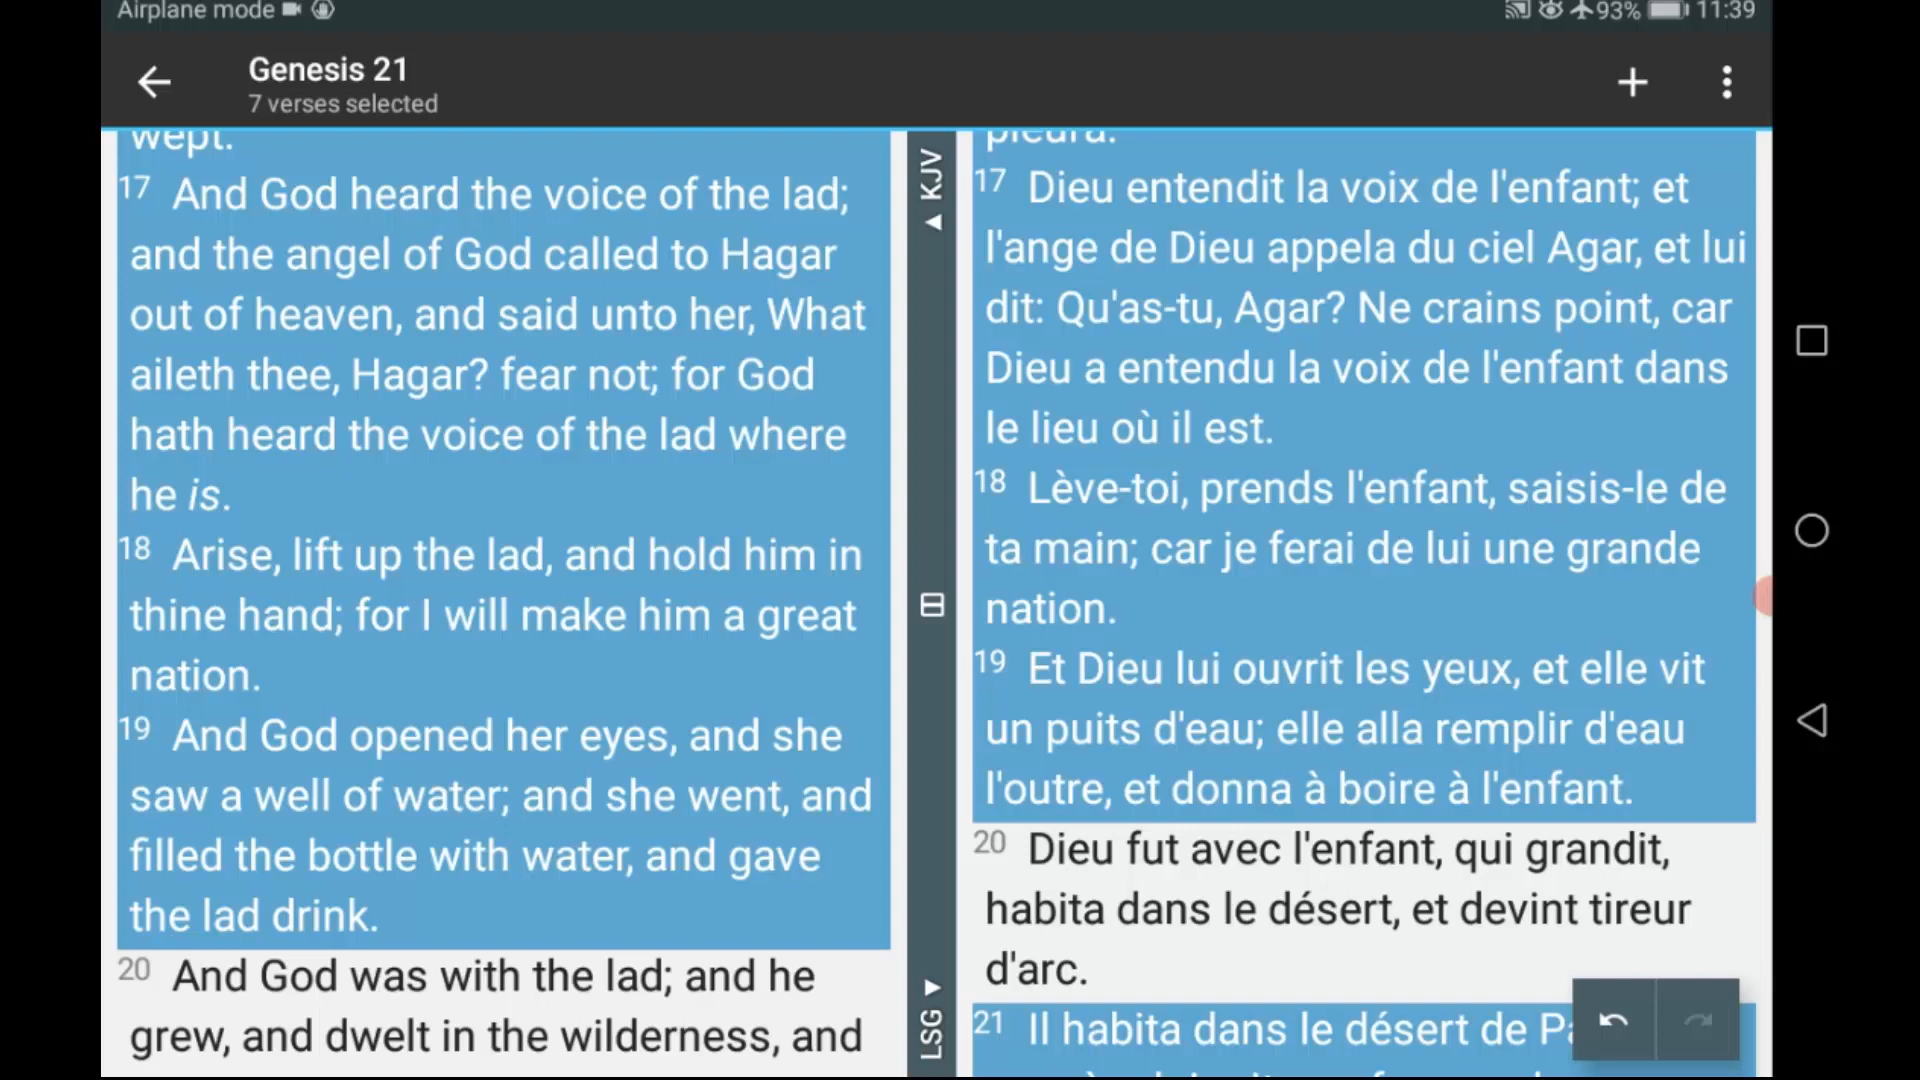 Airplane mode
93% 11:39
Genesis 21
7 verses selected
wept.
17 And God heard the voice of the lad;
and the angel of God called to Hagar
out of heaven, and said unto her, What
aileth thee, Hagar? fear not; for God
hath heard the voice of the lad where
he is.
18 Arise, lift up the lad, and hold him in
thine hand; for I will make him a great
nation.
19 And God opened her eyes, and she
saw a well of water; and she went, and
filled the bottle with water, and gave
the lad drink.
20 And God was with the lad; and he
grew, and dwelt in the wilderness, and
KJV
LSG
pleura.
17 Dieu entendit la voix de l'enfant; et
l'ange de Dieu appela du ciel Agar, et lui
dit: Qu'as-tu, Agar? Ne crains point, car
Dieu a entendu la voix de l'enfant dans
le lieu où il est.
18 Lève-toi, prends l'enfant, saisis-le de
ta main; car je ferai de lui une grande
nation.
19 Et Dieu lui ouvrit les yeux, et elle vit
un puits d'eau; elle alla remplir d'eau
l'outre, et donna à boire à l'enfant.
20 Dieu fut avec l'enfant, qui grandit,
habita dans le désert, et devint tireur
d'arc.
21 Il habita dans le désert de